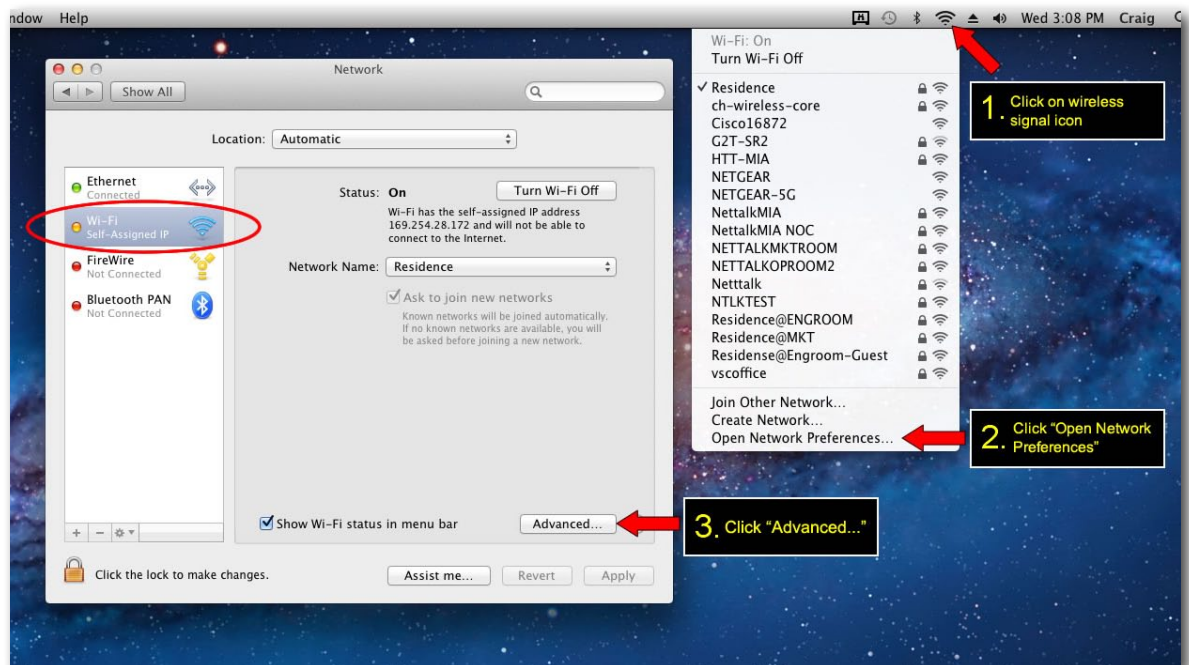 ndow Help
Wed 3:08 PM Craig
Network
Show All
Location: Automatic
Ethernet
Connected
Wi-Fi
Self-Assigned IP
FireWire
Not Connected
Bluetooth PAN
Not Connected
Status: On
Turn Wi-Fi Off
Wi-Fi has the self-assigned IP address
169.254.28.172 and will not be able to
connect to the Internet.
Network Name: Residence
Ask to join new networks
Known networks will be joined automatically.
If no known networks are available, you will
be asked before joining a new network.
Show Wi-Fi status in menu bar
Advanced...
Click the lock to make changes.
Assist me...
Revert
Apply
Wi-Fi: On
Turn Wi-Fi Off
Residence
ch-wireless-core
Cisco16872
G2T-SR2
HTT-MIA
NETGEAR
NETGEAR-5G
NettalkMIA
NettalkMIA NOC
NETTALKMKTROOM
NETTALKOPROOM2
Netttalk
NTLKTEST
Residence@ENGROOM
Residence@MKT
Residense@Engroom-Guest
vscoffice
Join Other Network...
Create Network...
Open Network Preferences...
1. Click on wireless
signal icon
2. Click “Open Network
Preferences”
3. Click “Advanced...”